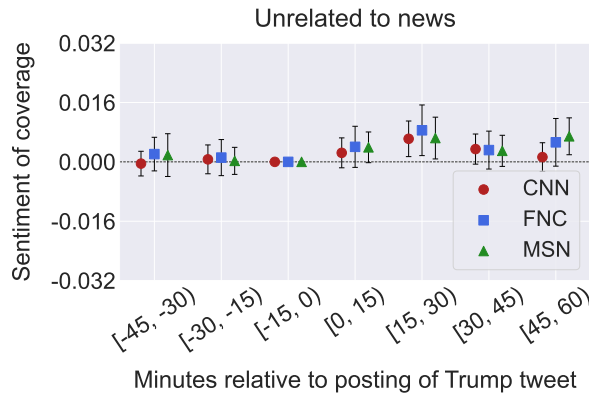 Unrelated to news
Sentiment of coverage
0.032
0.016
0.000
-0.016
-0.032
CNN
FNC
MSN
[-45, -30)
[-30, -15)
[-15, 0)
[0, 15)
[15, 30)
[30, 45)
[45, 60)
Minutes relative to posting of Trump tweet